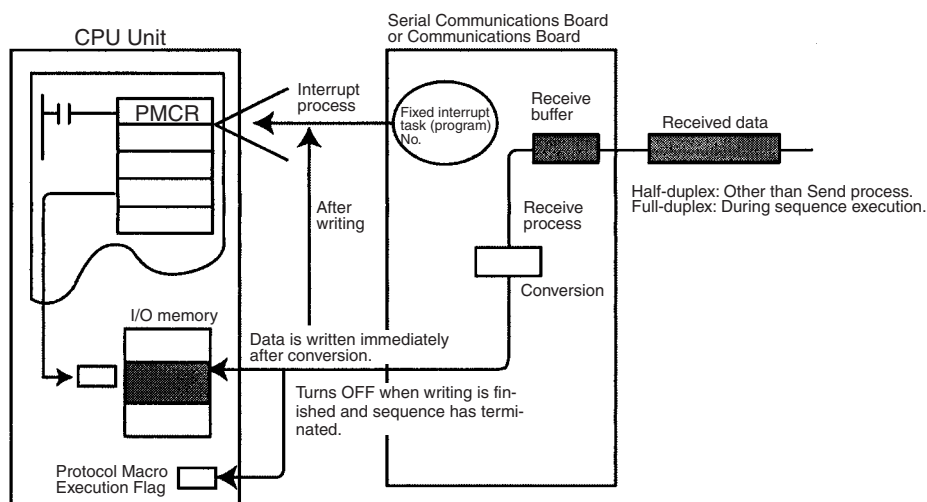 Serial Communications Board
or Communications Board
CPU Unit
PMCR
Interrupt
process
Fixed interrupt
task (program)
No.
Receive
buffer
Received data
Half-duplex: Other than Send process.
Full-duplex: During sequence execution.
After
writing
Receive
process
Conversion
I/O memory
Data is written immediately
after conversion.
Turns OFF when writing is fin-
ished and sequence has termi-
nated.
Protocol Macro
Execution Flag